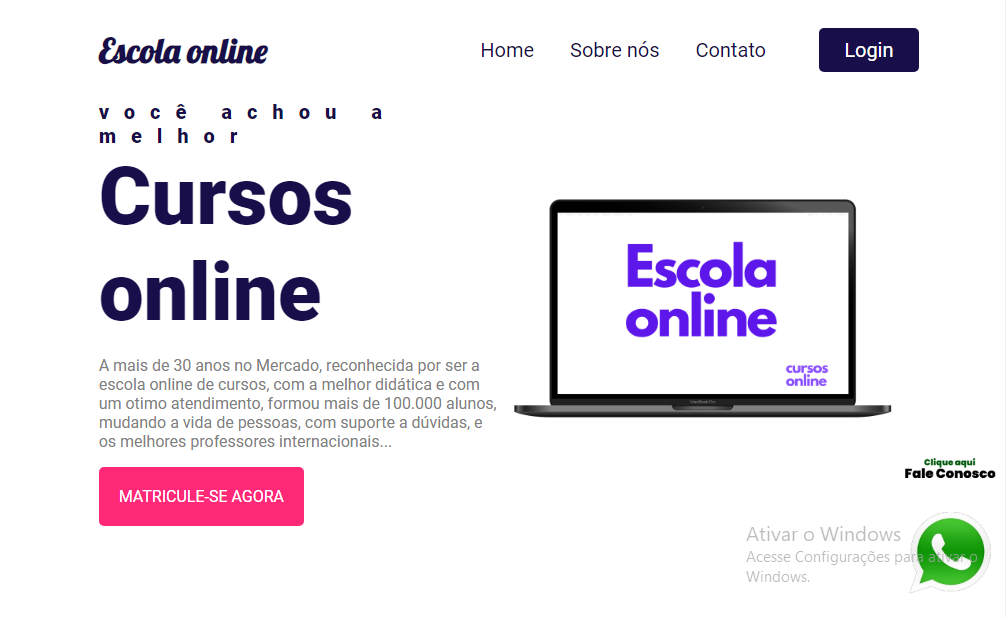 Escola online
Home
Sobre nós
Contato
Login
você achou a
melhor
Cursos
online
A mais de 30 anos no Mercado, reconhecida por ser a
escola online de cursos, com a melhor didática e com
um otimo atendimento, formou mais de 100.000 alunos,
mudando a vida de pessoas, com suporte a dúvidas, e
os melhores professores internacionais...
MATRICULE-SE AGORA
Escola
online
cursos
online
MacBook Pro
Clique aqui
Fale Conosco
Ativar o Windows
Acesse Configurações para ativar o
Windows.